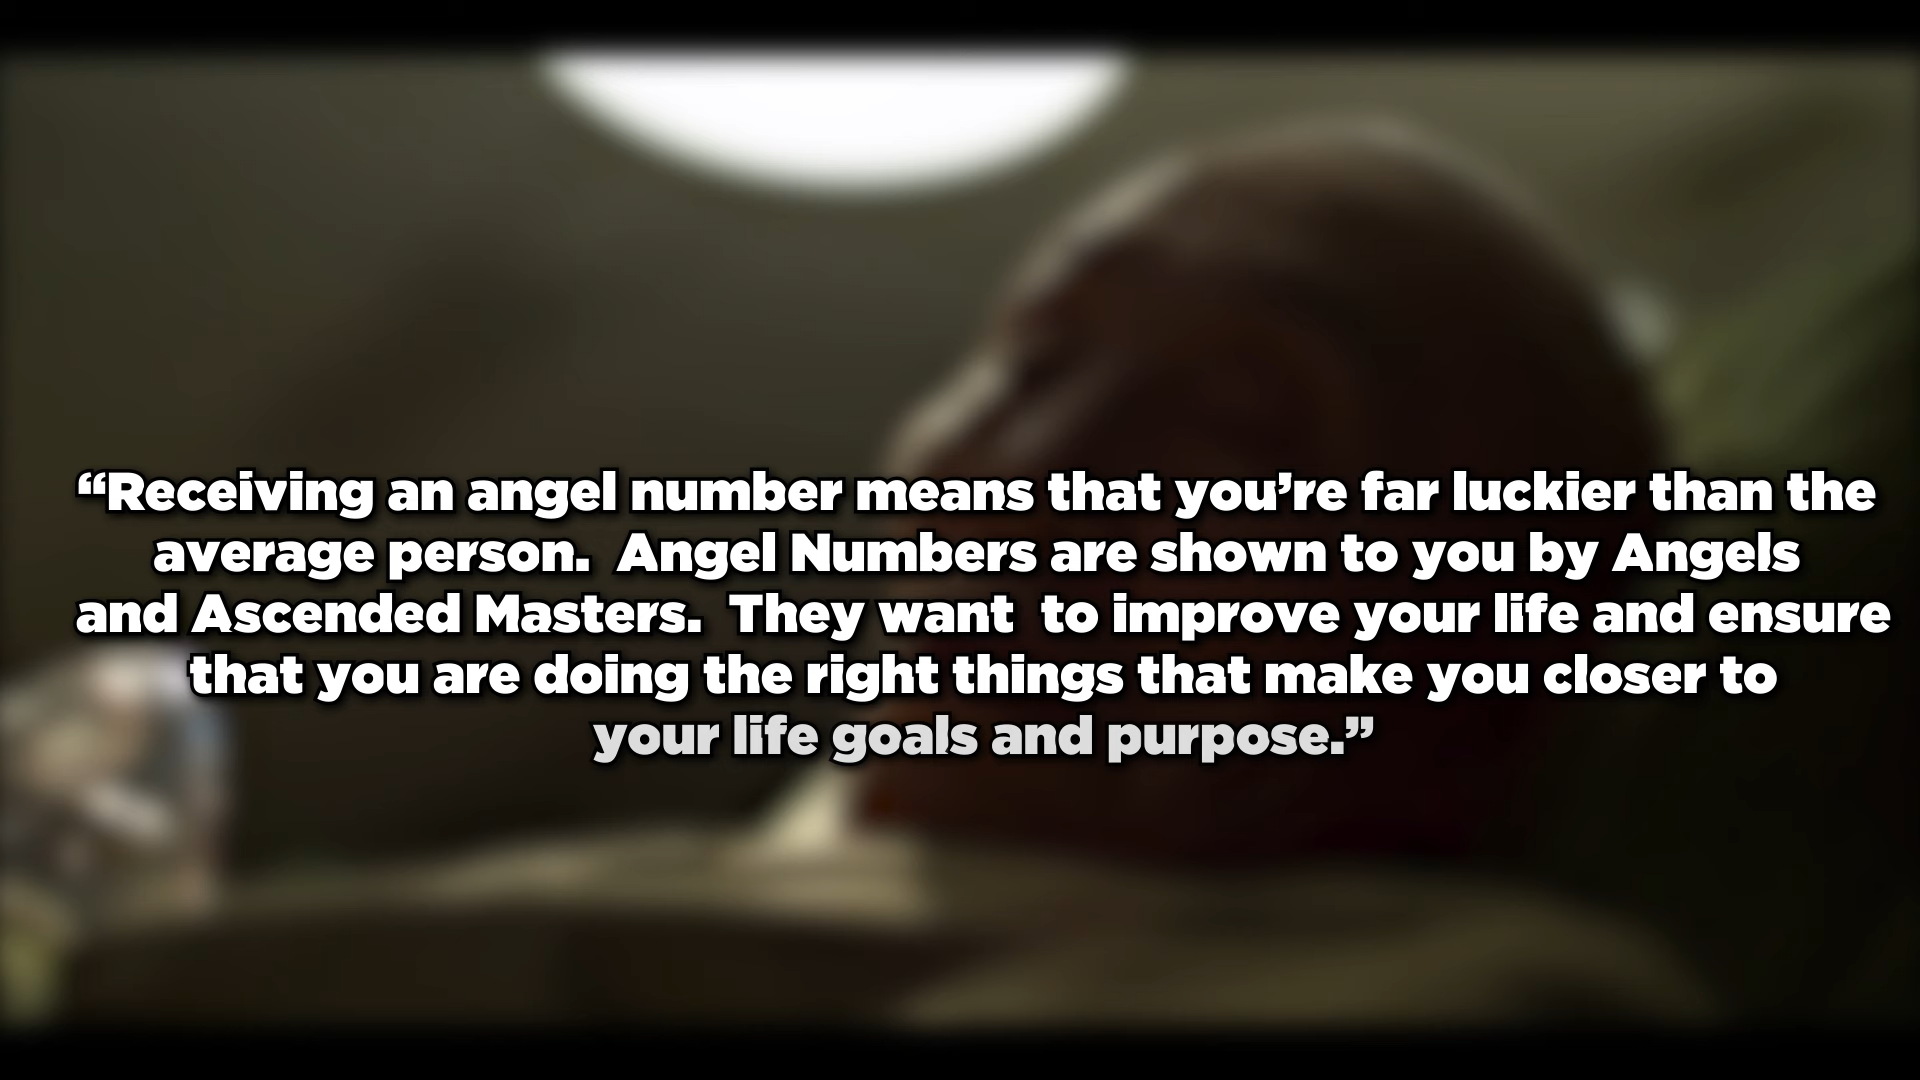 “Receiving an angel number means that you’re far luckier than the
average person.  Angel Numbers are shown to you by Angels
and Ascended Masters.  They want  to improve your life and ensure
that you are doing the right things that make you closer to
your life goals and purpose.”